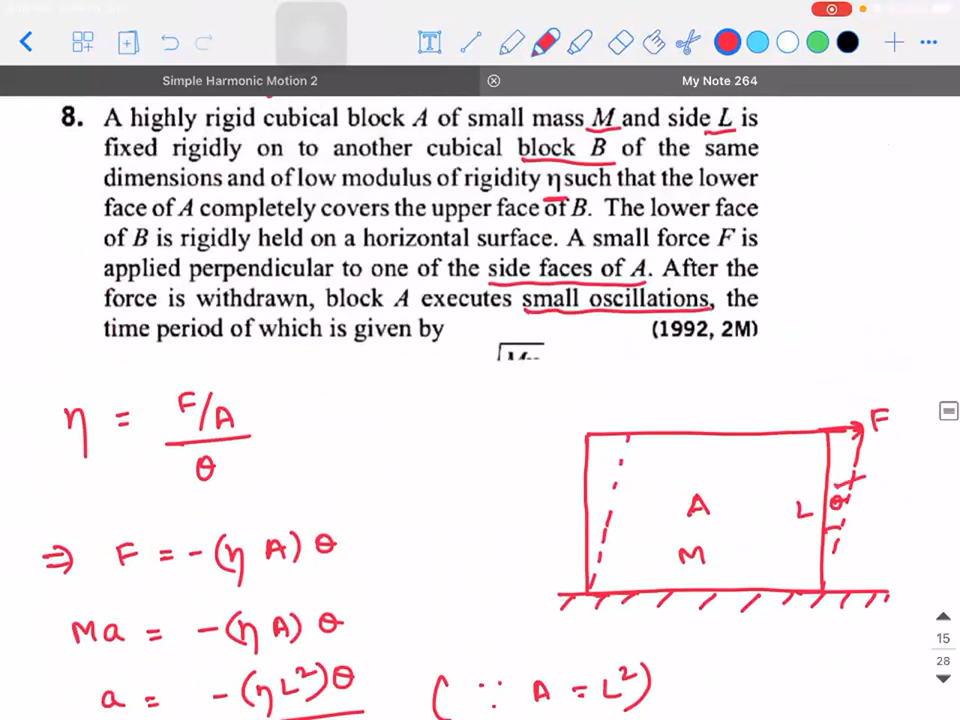 Simple Harmonic Motion 2
My Note 264
8. A highly rigid cubical block A of small mass M and side L is
fixed rigidly on to another cubical block B of the same
dimensions and of low modulus of rigidity η such that the lower
face of A completely covers the upper face of B. The lower face
of B is rigidly held on a horizontal surface. A small force F is
applied perpendicular to one of the side faces of A. After the
force is withdrawn, block A executes small oscillations, the
time period of which is given by (1992, 2M)
η = F/A / θ
F
⇒ F = -(η A) θ
A
L
θ
M
Ma = -(η A) θ
a = -(η L²)θ (∵ A = L²)
15
28